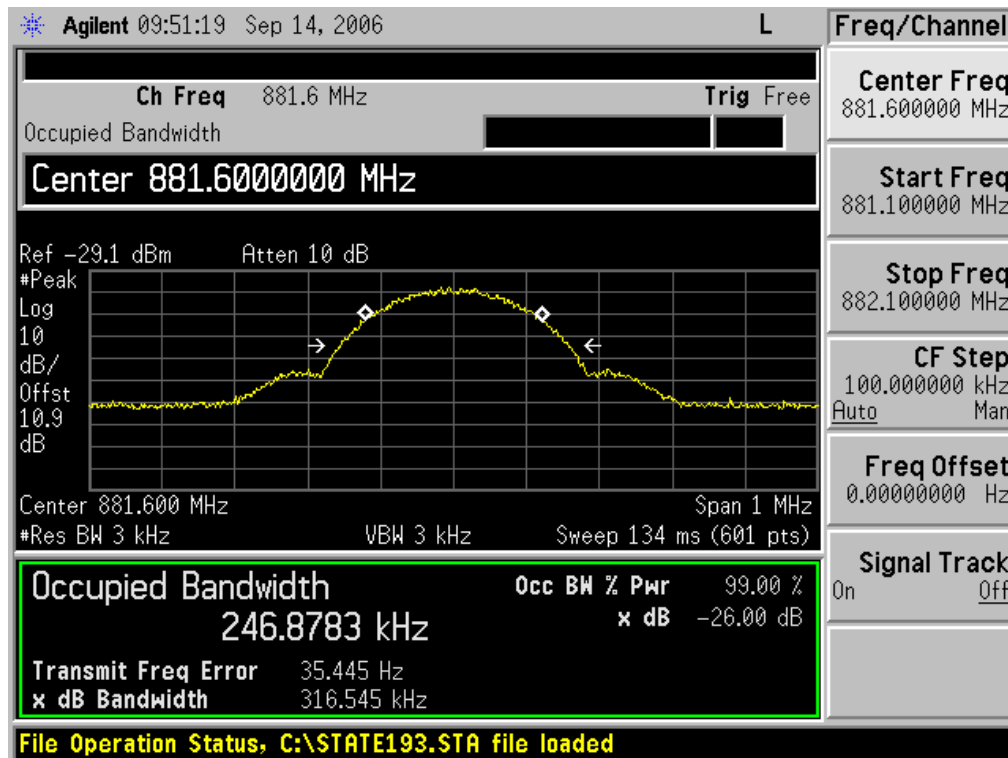 Agilent 09:51:19 Sep 14, 2006 L
Freq/Channel
Ch Freq 881.6 MHz Trig Free
Occupied Bandwidth
Center 881.6000000 MHz
Ref -29.1 dBm Atten 10 dB
#Peak
Log
10
dB/
Offst
10.9
dB
Center 881.600 MHz Span 1 MHz
#Res BW 3 kHz VBW 3 kHz Sweep 134 ms (601 pts)
Occupied Bandwidth
246.8783 kHz
Occ BW % Pwr 99.00 %
x dB -26.00 dB
Transmit Freq Error 35.445 Hz
x dB Bandwidth 316.545 kHz
File Operation Status, C:\STATE193.STA file loaded
Center Freq
881.600000 MHz
Start Freq
881.100000 MHz
Stop Freq
882.100000 MHz
CF Step
100.000000 kHz
Auto Man
Freq Offset
0.00000000 Hz
Signal Track
On Off